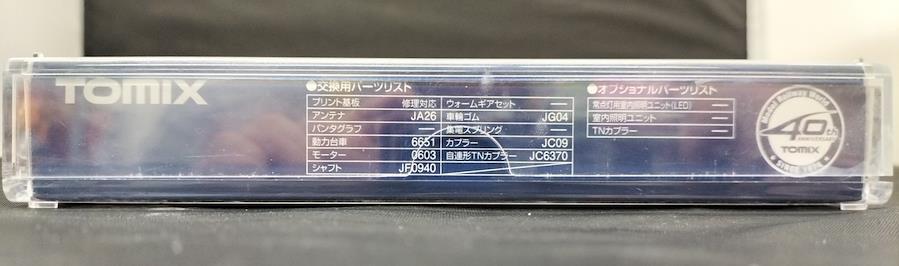 TOMIX
●交換用パーツリスト
プリント基板 修理対応
アンテナ JA26
パンタグラフ ―
動力台車 6651
モーター 0603
シャフト JF0940
ウォームギアセット ―
車輪ゴム JG04
集電スプリング ―
カプラー JC09
自連形TNカプラー JC6370
●オプショナルパーツリスト
常点灯用室内照明ユニット(LED) ―
室内照明ユニット ―
TNカプラー ―
Model Railway World
40th
ANNIVERSARY
TOMIX
SINCE 1976